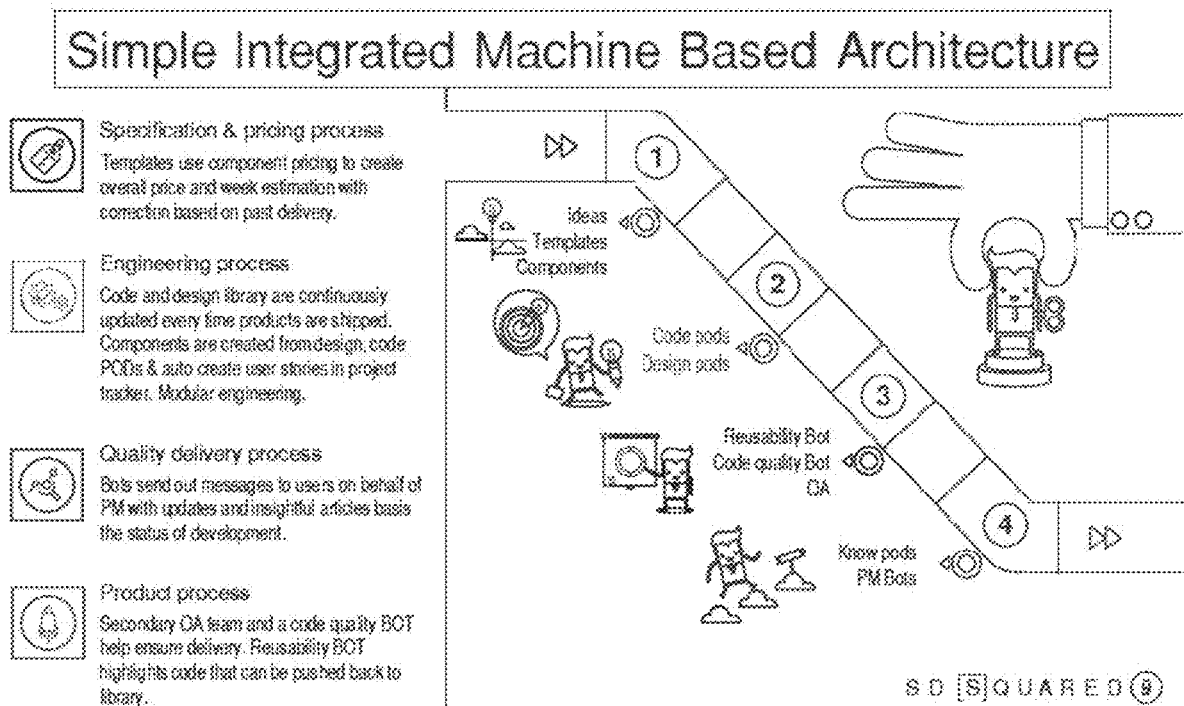 Simple Integrated Machine Based Architecture
Specification & pricing process
Templates use component pricing to create
overall price and week estimation with
correction based on past delivery.
Engineering process
Code and design library are continuously
updated every time products are shipped.
Components are created from design, code
PODs & auto create user stories in project
tracker. Modular engineering.
Quality delivery process
Bots send out messages to users on behalf of
PM with updates and insightful articles basis
the status of development.
Product process
Secondary QA team and a code quality BOT
help ensure delivery. Reusability BOT
highlights code that can be pushed back to
library.
1
Ideas
Templates
Components
2
Code pods
Design pods
3
Reusability Bot
Code quality Bot
QA
4
Know pods
PM Bots
SD [S]QUARED 9